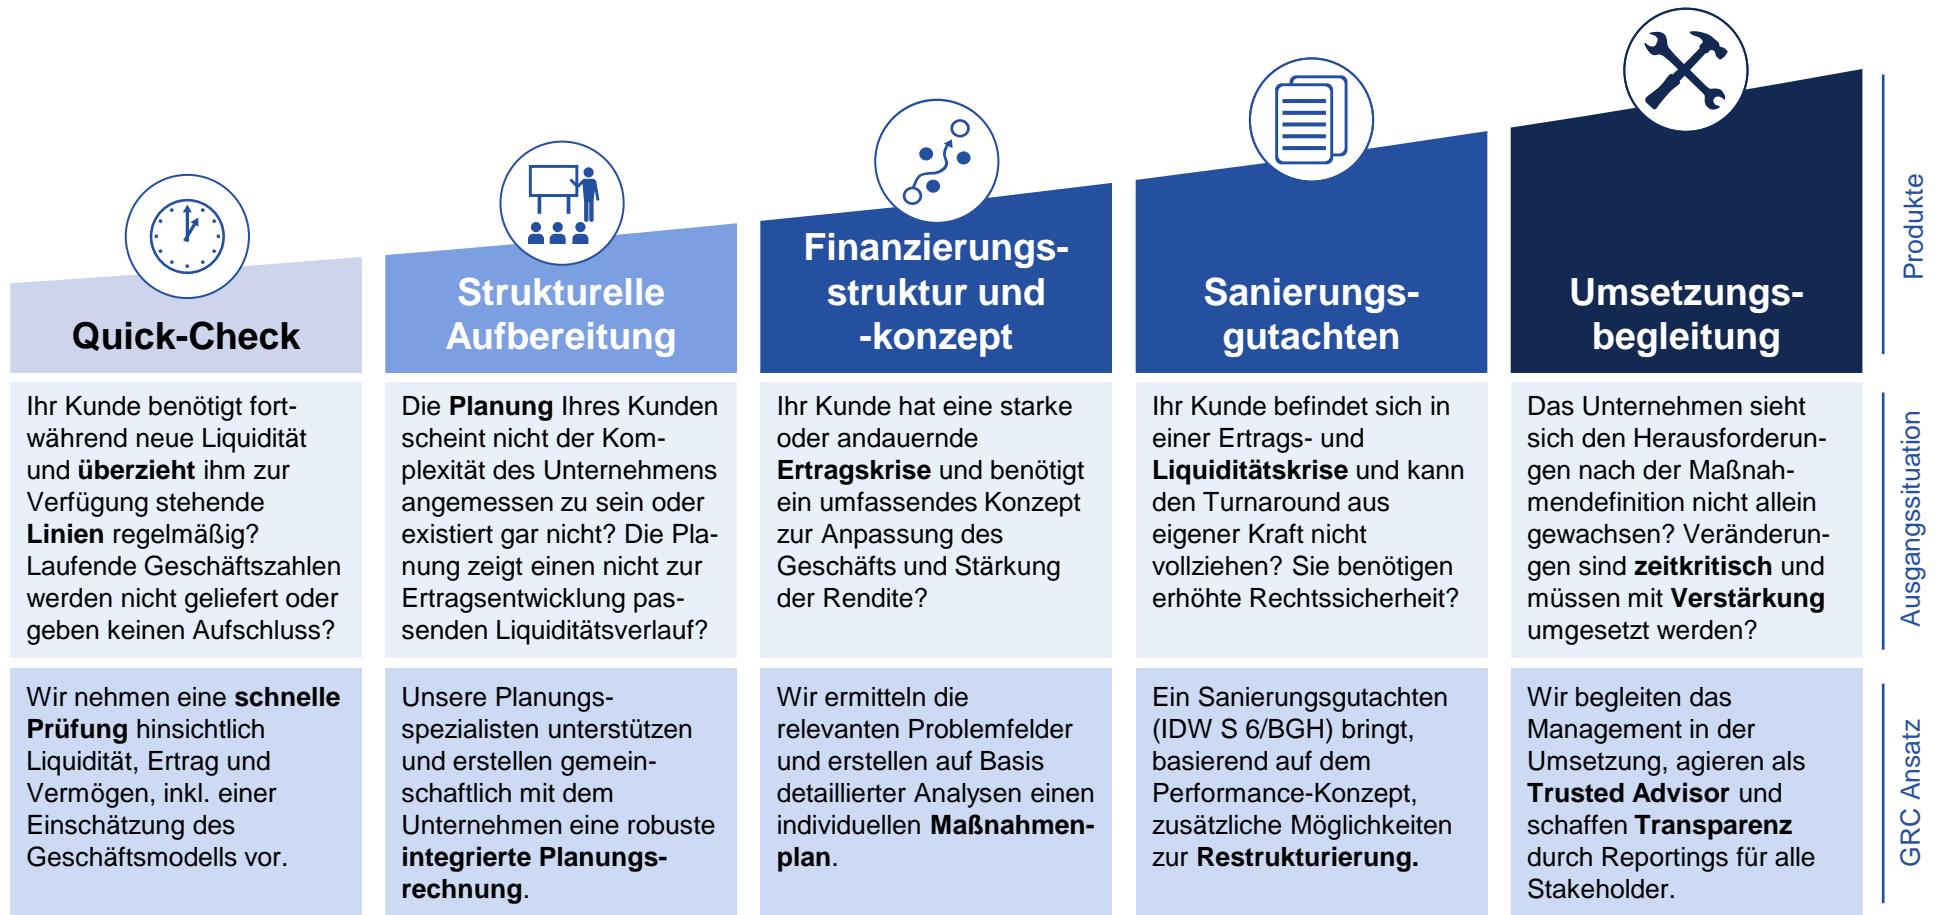 Quick-Check
Strukturelle
Aufbereitung
Finanzierungs-
struktur und
-konzept
Sanierungs-
gutachten
Umsetzungs-
begleitung
Produkte
Ihr Kunde benötigt fort-
während neue Liquidität
und überzieht ihm zur
Verfügung stehende
Linien regelmäßig?
Laufende Geschäftszahlen
werden nicht geliefert oder
geben keinen Aufschluss?
Die Planung Ihres Kunden
scheint nicht der Kom-
plexität des Unternehmens
angemessen zu sein oder
existiert gar nicht? Die Pla-
nung zeigt einen nicht zur
Ertragsentwicklung pas-
senden Liquiditätsverlauf?
Ihr Kunde hat eine starke
oder andauernde
Ertragskrise und benötigt
ein umfassendes Konzept
zur Anpassung des
Geschäfts und Stärkung
der Rendite?
Ihr Kunde befindet sich in
einer Ertrags- und
Liquiditätskrise und kann
den Turnaround aus
eigener Kraft nicht
vollziehen? Sie benötigen
erhöhte Rechtssicherheit?
Das Unternehmen sieht
sich den Herausforderun-
gen nach der Maßnah-
mendefinition nicht allein
gewachsen? Veränderun-
gen sind zeitkritisch und
müssen mit Verstärkung
umgesetzt werden?
Ausgangssituation
Wir nehmen eine schnelle
Prüfung hinsichtlich
Liquidität, Ertrag und
Vermögen, inkl. einer
Einschätzung des
Geschäftsmodells vor.
Unsere Planungs-
spezialisten unterstützen
und erstellen gemein-
schaftlich mit dem
Unternehmen eine robuste
integrierte Planungs-
rechnung.
Wir ermitteln die
relevanten Problemfelder
und erstellen auf Basis
detaillierter Analysen einen
individuellen Maßnahmen-
plan.
Ein Sanierungsgutachten
(IDW S 6/BGH) bringt,
basierend auf dem
Performance-Konzept,
zusätzliche Möglichkeiten
zur Restrukturierung.
Wir begleiten das
Management in der
Umsetzung, agieren als
Trusted Advisor und
schaffen Transparenz
durch Reportings für alle
Stakeholder.
GRC Ansatz